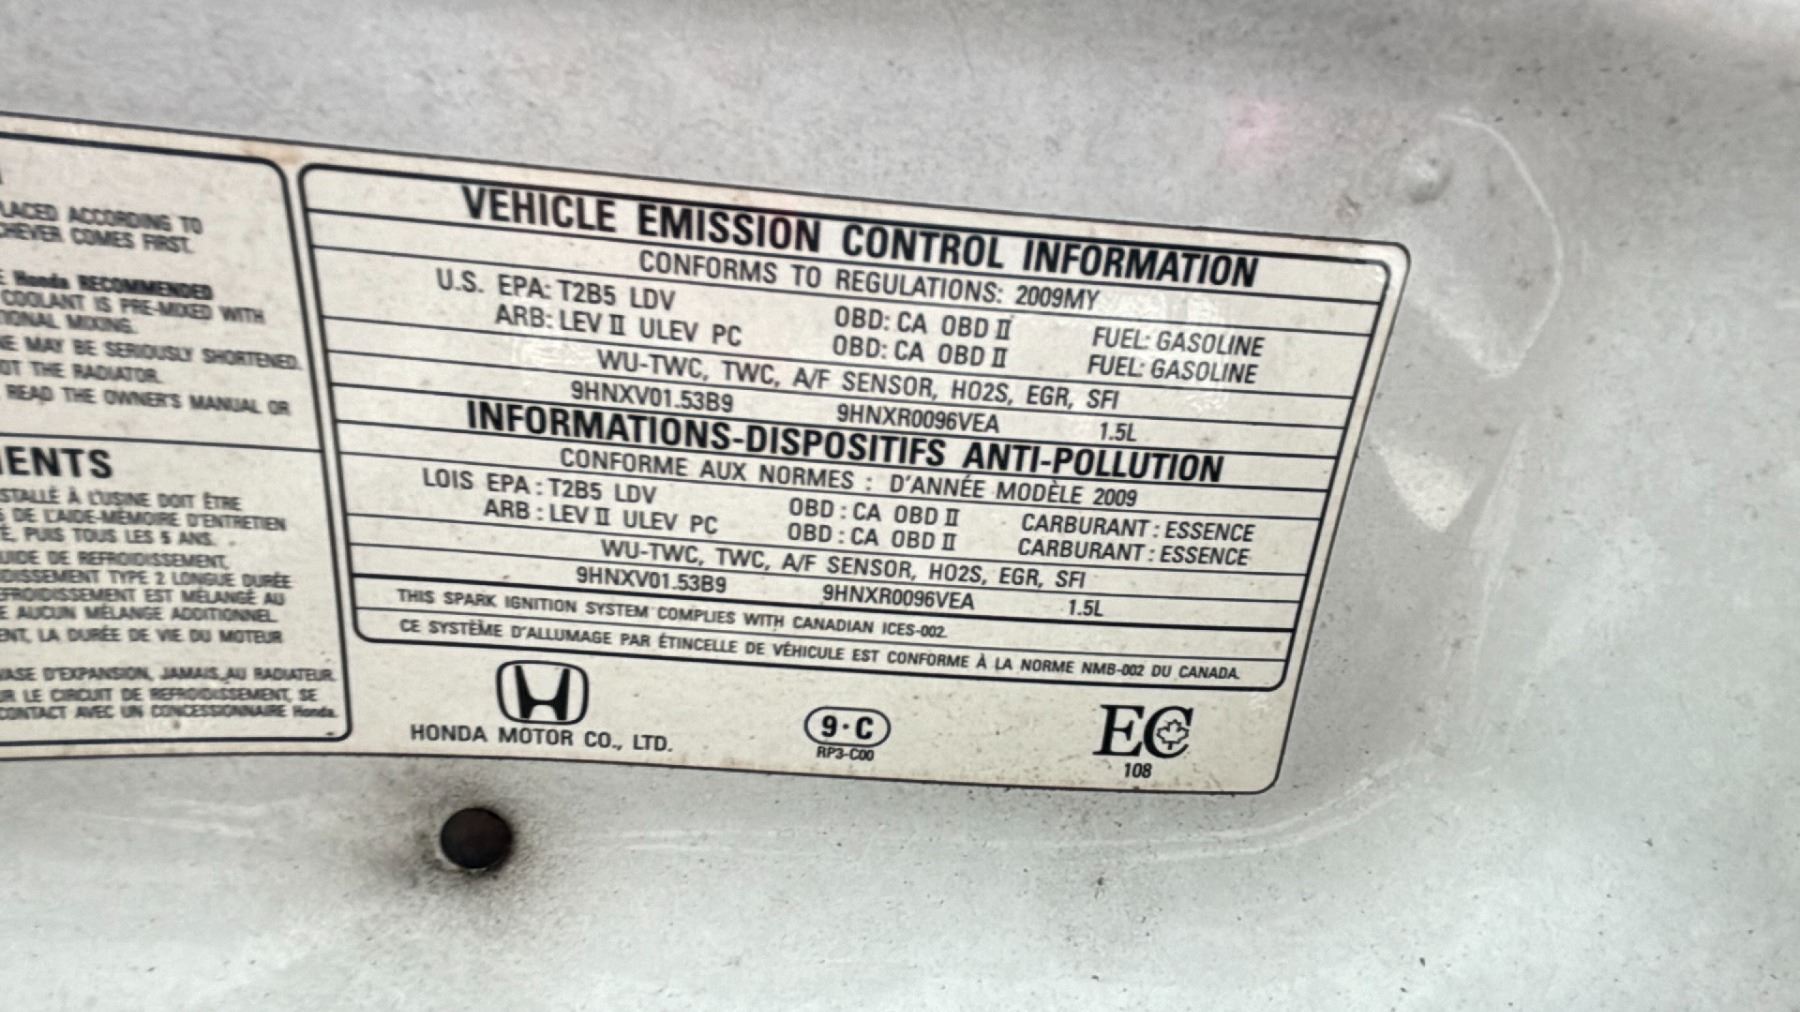 LACED ACCORDING TO
CHEVER COMES FIRST.
E Honda RECOMMENDED
COOLANT IS PRE-MIXED WITH
TIONAL MIXING.
NE MAY BE SERIOUSLY SHORTENED.
OT THE RADIATOR.
READ THE OWNER'S MANUAL OR
ENTS
STALLÉ À L'USINE DOIT ÊTRE
DE L'AIDE-MÉMOIRE D'ENTRETIEN
E, PUIS TOUS LES 5 ANS.
UIDE DE REFROIDISSEMENT,
DISSEMENT TYPE 2 LONGUE DURÉE
EFROIDISSEMENT EST MÉLANGÉ AU
E AUCUN MÉLANGE ADDITIONNEL.
ENT, LA DURÉE DE VIE DU MOTEUR
VASE D'EXPANSION, JAMAIS AU RADIATEUR.
UR LE CIRCUIT DE REFROIDISSEMENT, SE
CONTACT AVEC UN CONCESSIONNAIRE Honda.
VEHICLE EMISSION CONTROL INFORMATION
CONFORMS TO REGULATIONS: 2009MY
U.S. EPA: T2B5 LDV OBD: CA OBD II FUEL: GASOLINE
ARB: LEV II ULEV PC OBD: CA OBD II FUEL: GASOLINE
WU-TWC, TWC, A/F SENSOR, HO2S, EGR, SFI
9HNXV01.53B9 9HNXR0096VEA 1.5L
INFORMATIONS-DISPOSITIFS ANTI-POLLUTION
CONFORME AUX NORMES : D'ANNÉE MODÈLE 2009
LOIS EPA : T2B5 LDV OBD : CA OBD II CARBURANT : ESSENCE
ARB : LEV II ULEV PC OBD : CA OBD II CARBURANT : ESSENCE
WU-TWC, TWC, A/F SENSOR, HO2S, EGR, SFI
9HNXV01.53B9 9HNXR0096VEA 1.5L
THIS SPARK IGNITION SYSTEM COMPLIES WITH CANADIAN ICES-002.
CE SYSTÈME D'ALLUMAGE PAR ÉTINCELLE DE VÉHICULE EST CONFORME À LA NORME NMB-002 DU CANADA.
HONDA MOTOR CO., LTD.
9·C
RP3-C00
EC
108